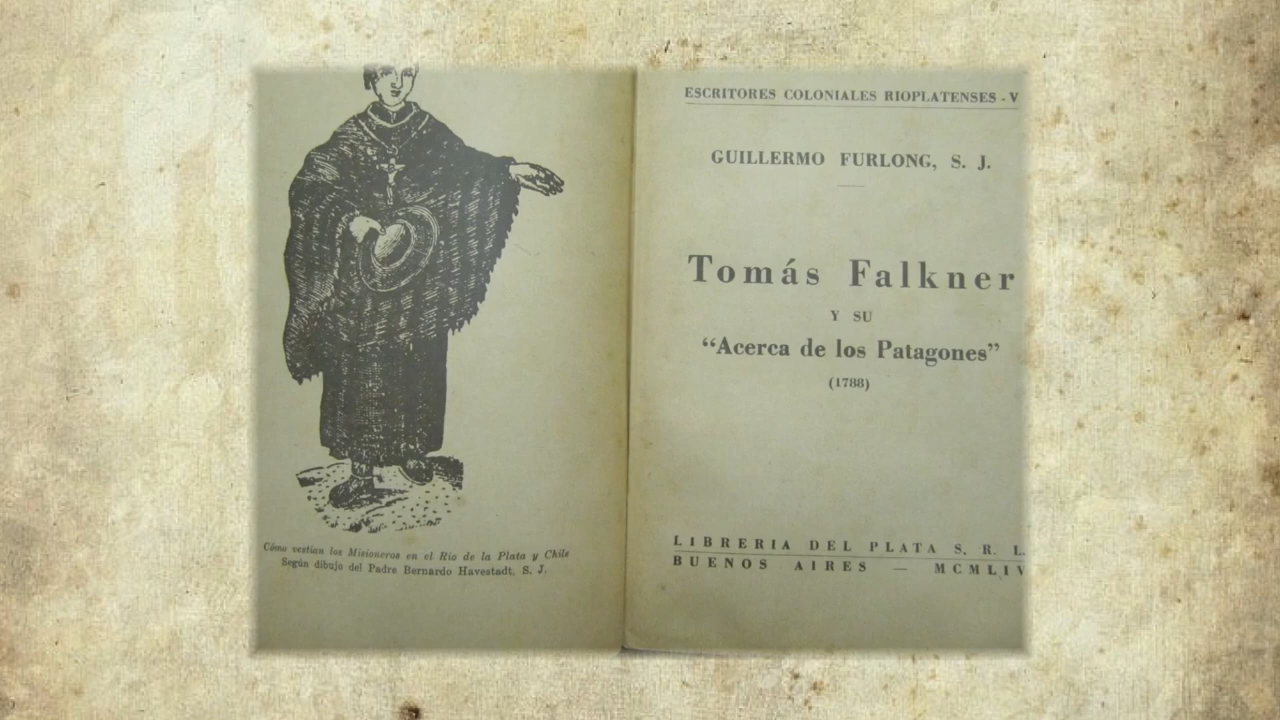 Cómo vestían los Misioneros en el Río de la Plata y Chile
Según dibujo del Padre Bernardo Havestadt, S. J.
ESCRITORES COLONIALES RIOPLATENSES - V
GUILLERMO FURLONG, S. J.
Tomás Falkner
Y SU
“Acerca de los Patagones”
(1788)
LIBRERIA DEL PLATA S. R. L.
BUENOS AIRES — MCMLIV